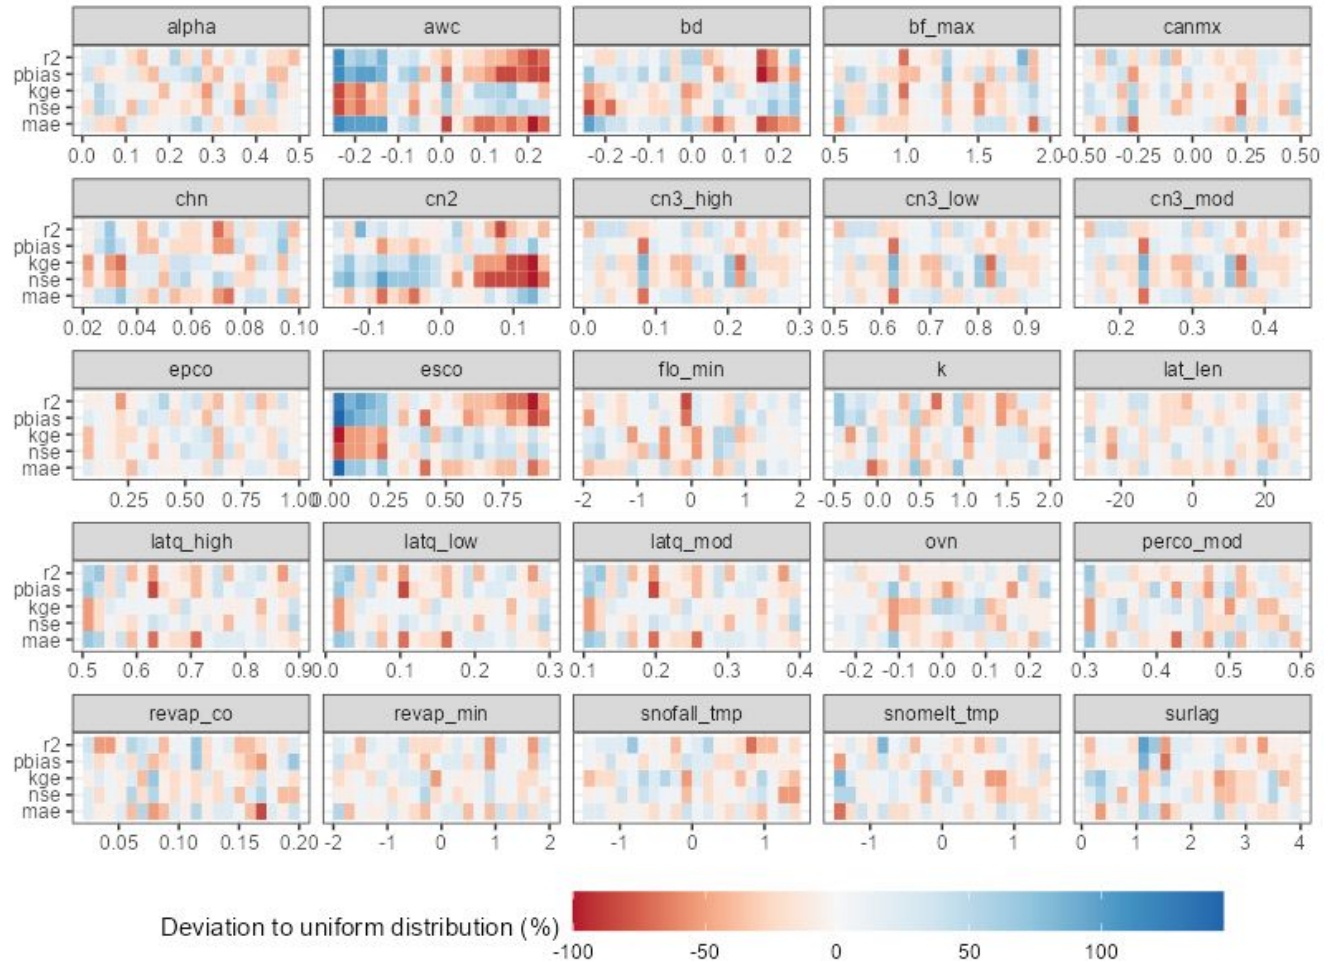 alpha awc bd bf_max canmx
r2
pbias
kge
nse
mae
0.0 0.1 0.2 0.3 0.4 0.5 -0.2 -0.1 0.0 0.1 0.2 -0.2 -0.1 0.0 0.1 0.2 0.5 1.0 1.5 2.0 -0.50 -0.25 0.00 0.25 0.50
chn cn2 cn3_high cn3_low cn3_mod
r2
pbias
kge
nse
mae
0.02 0.04 0.06 0.08 0.10 -0.1 0.0 0.1 0.0 0.1 0.2 0.3 0.5 0.6 0.7 0.8 0.9 0.2 0.3 0.4
epco esco flo_min k lat_len
r2
pbias
kge
nse
mae
0.25 0.50 0.75 1.00 0.00 0.25 0.50 0.75 -2 -1 0 1 2 -0.5 0.0 0.5 1.0 1.5 2.0 -20 0 20
latq_high latq_low latq_mod ovn perco_mod
r2
pbias
kge
nse
mae
0.5 0.6 0.7 0.8 0.9 0.0 0.1 0.2 0.3 0.1 0.2 0.3 0.4 -0.2 -0.1 0.0 0.1 0.2 0.3 0.4 0.5 0.6
revap_co revap_min snofall_tmp snomelt_tmp surlag
r2
pbias
kge
nse
mae
0.05 0.10 0.15 0.20 -2 -1 0 1 2 -1 0 1 -1 0 1 0 1 2 3 4
Deviation to uniform distribution (%)
-100 -50 0 50 100